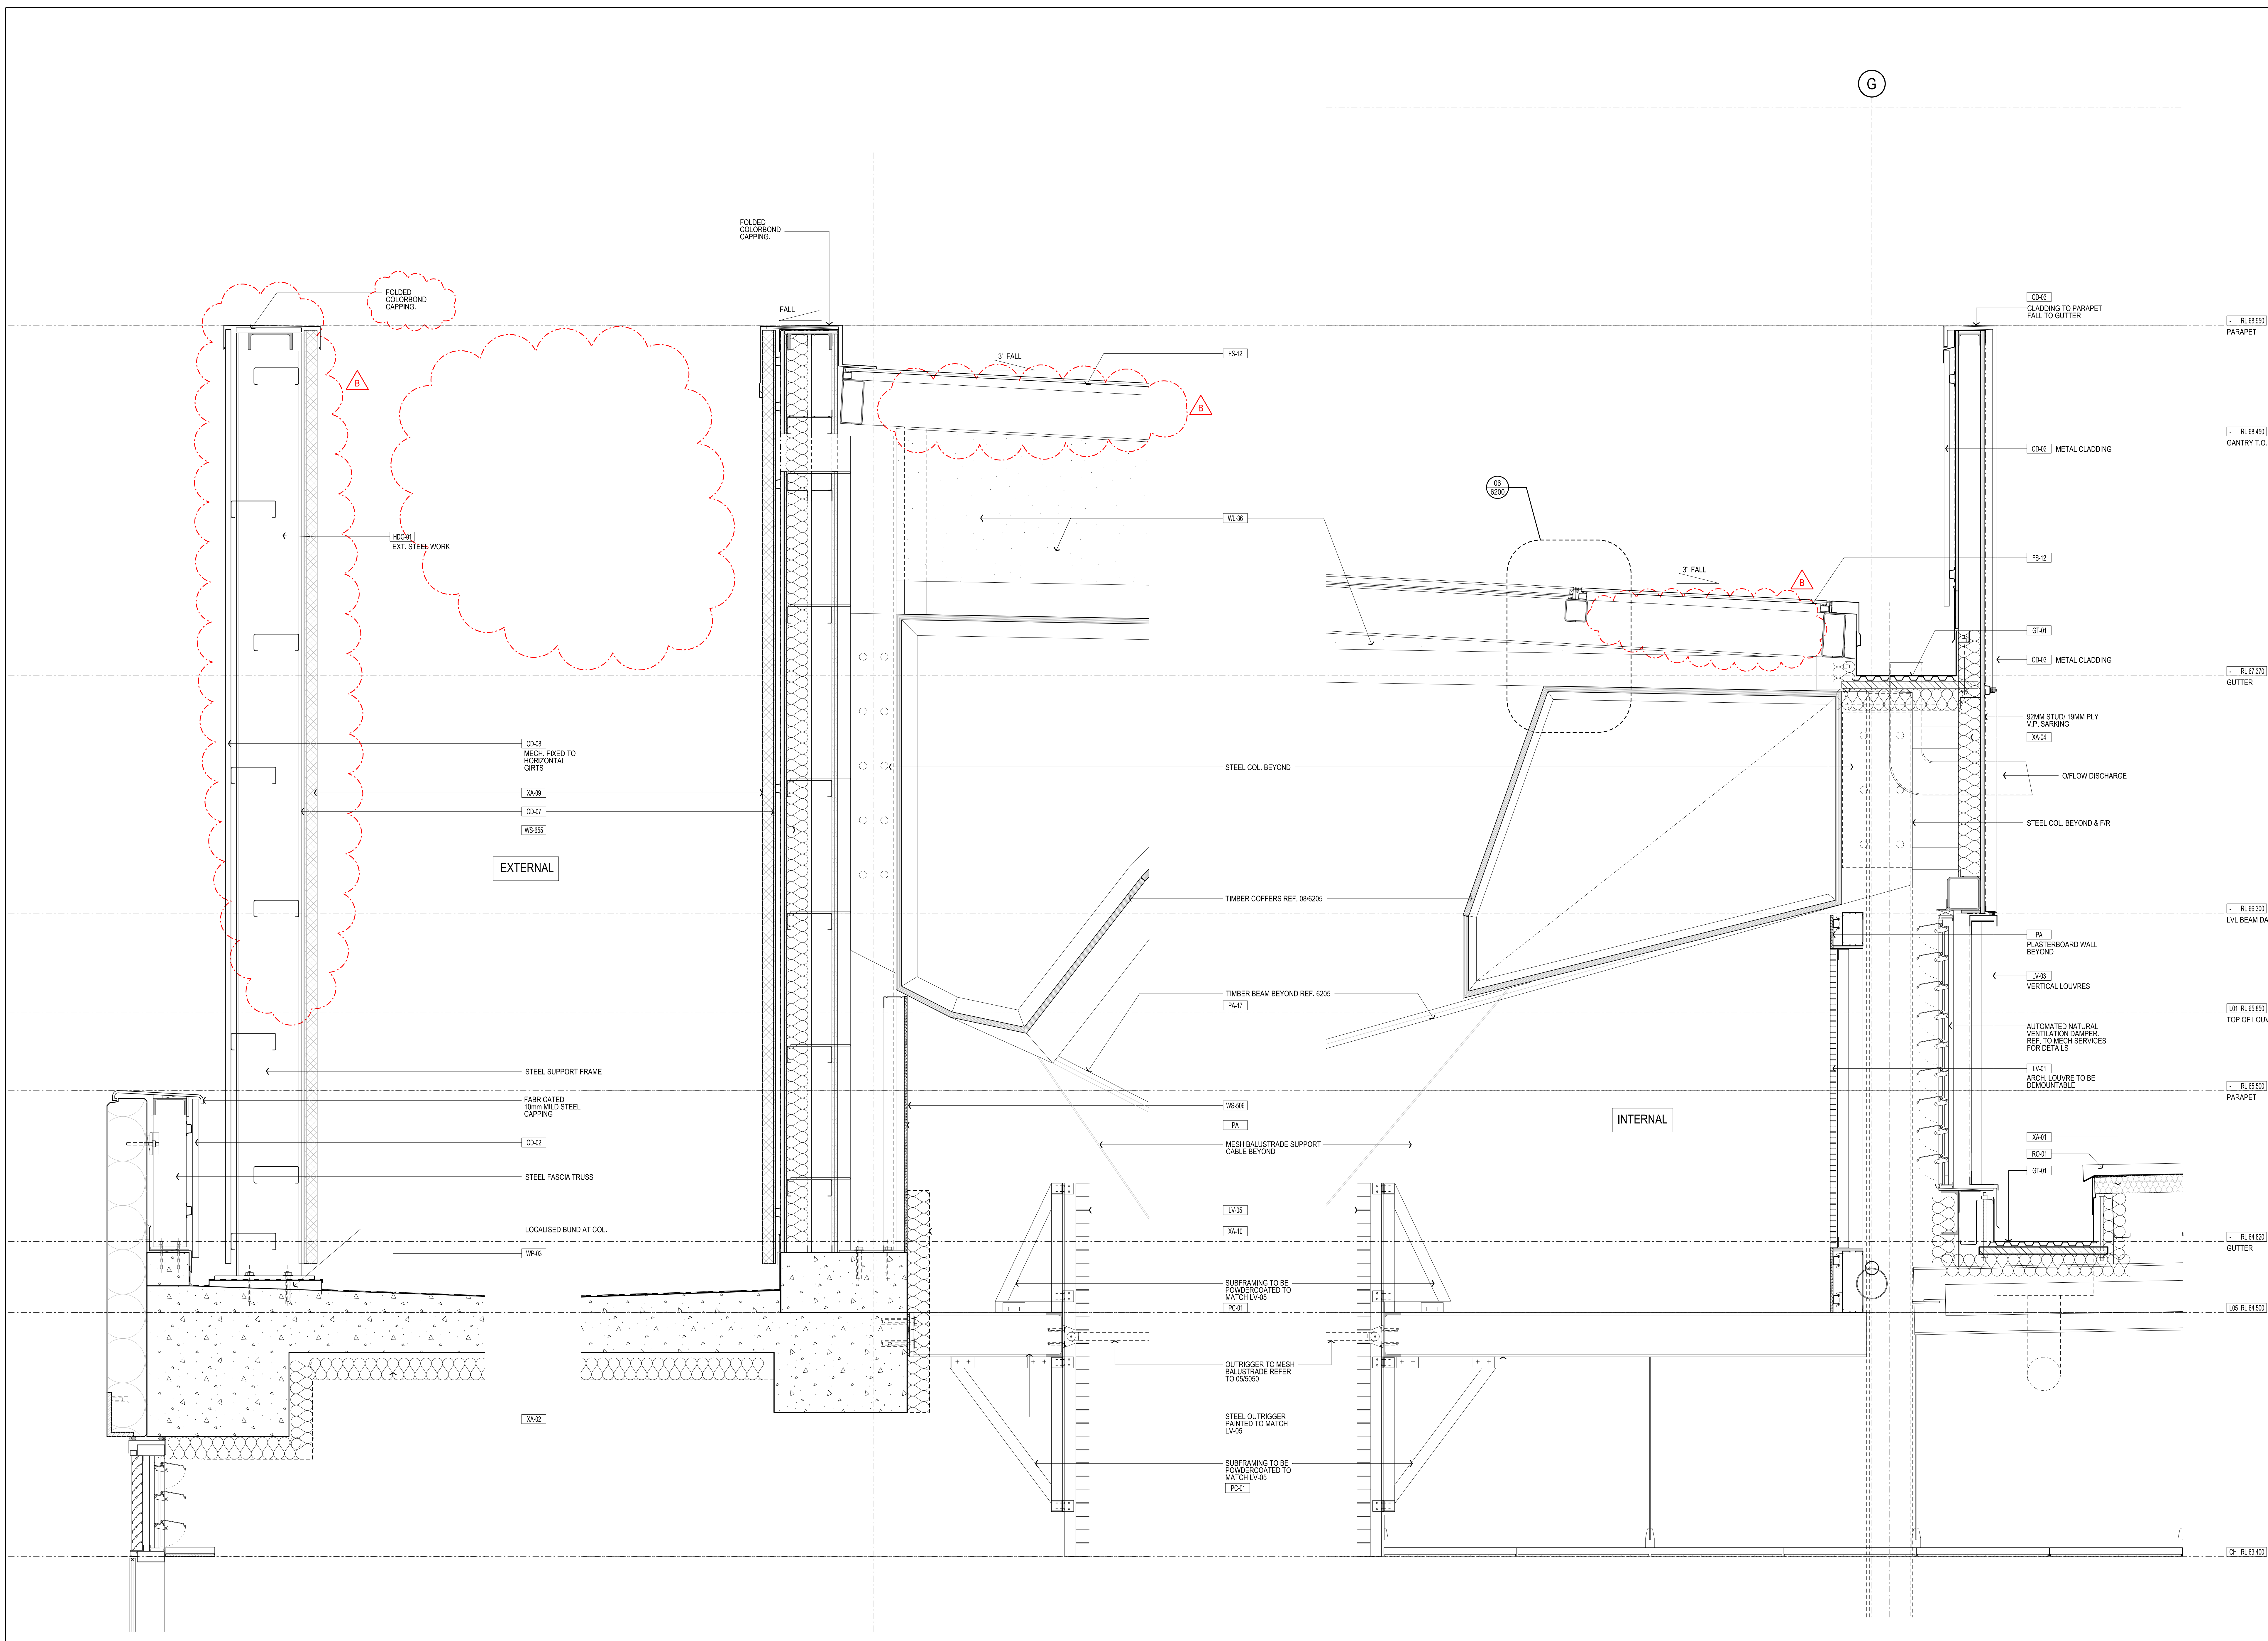 G
FOLDED
COLORBOND
CAPPING.
FOLDED
COLORBOND
CAPPING.
FALL
B
HDG-01
EXT. STEEL WORK
CD-08
MECH. FIXED TO
HORIZONTAL
GIRTS
XA-09
CD-07
WS-655
EXTERNAL
STEEL SUPPORT FRAME
FABRICATED
10mm MILD STEEL
CAPPING
CD-02
STEEL FASCIA TRUSS
LOCALISED BUND AT COL.
WP-03
XA-02
3° FALL
FS-12
B
WL-36
STEEL COL. BEYOND
TIMBER COFFERS REF. 08/6205
TIMBER BEAM BEYOND REF. 6205
PA-17
WS-506
PA
MESH BALUSTRADE SUPPORT
CABLE BEYOND
LV-05
XA-10
SUBFRAMING TO BE
POWDERCOATED TO
MATCH LV-05
PC-01
OUTRIGGER TO MESH
BALUSTRADE REFER
TO 05/5050
STEEL OUTRIGGER
PAINTED TO MATCH
LV-05
SUBFRAMING TO BE
POWDERCOATED TO
MATCH LV-05
PC-01
06
6200
3° FALL
B
INTERNAL
CD-03
CLADDING TO PARAPET
FALL TO GUTTER
CD-02 METAL CLADDING
FS-12
GT-01
CD-03 METAL CLADDING
92MM STUD/ 19MM PLY
V.P. SARKING
XA-04
O/FLOW DISCHARGE
STEEL COL. BEYOND & F/R
PA
PLASTERBOARD WALL
BEYOND
LV-03
VERTICAL LOUVRES
AUTOMATED NATURAL
VENTILATION DAMPER,
REF. TO MECH SERVICES
FOR DETAILS
LV-01
ARCH. LOUVRE TO BE
DEMOUNTABLE
XA-01
RO-01
GT-01
- RL 68.950
PARAPET
- RL 68.450
GANTRY T.O.
- RL 67.370
GUTTER
- RL 66.300
LVL BEAM DA
L01 RL 65.850
TOP OF LOUV
- RL 65.500
PARAPET
- RL 64.820
GUTTER
L05 RL 64.500
CH RL 63.400